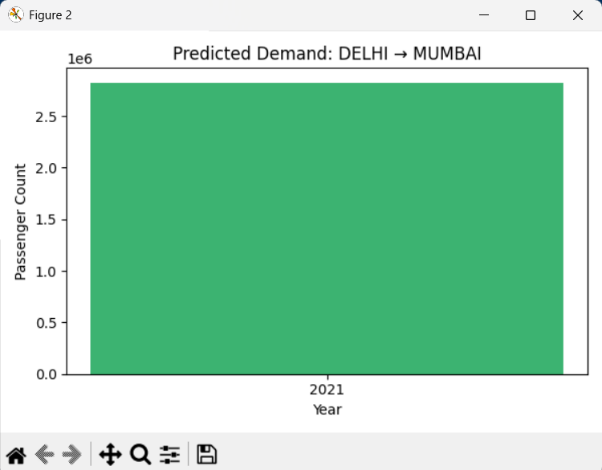 Figure 2
Predicted Demand: DELHI → MUMBAI
1e6
2.5
2.0
1.5
1.0
0.5
0.0
Passenger Count
2021
Year